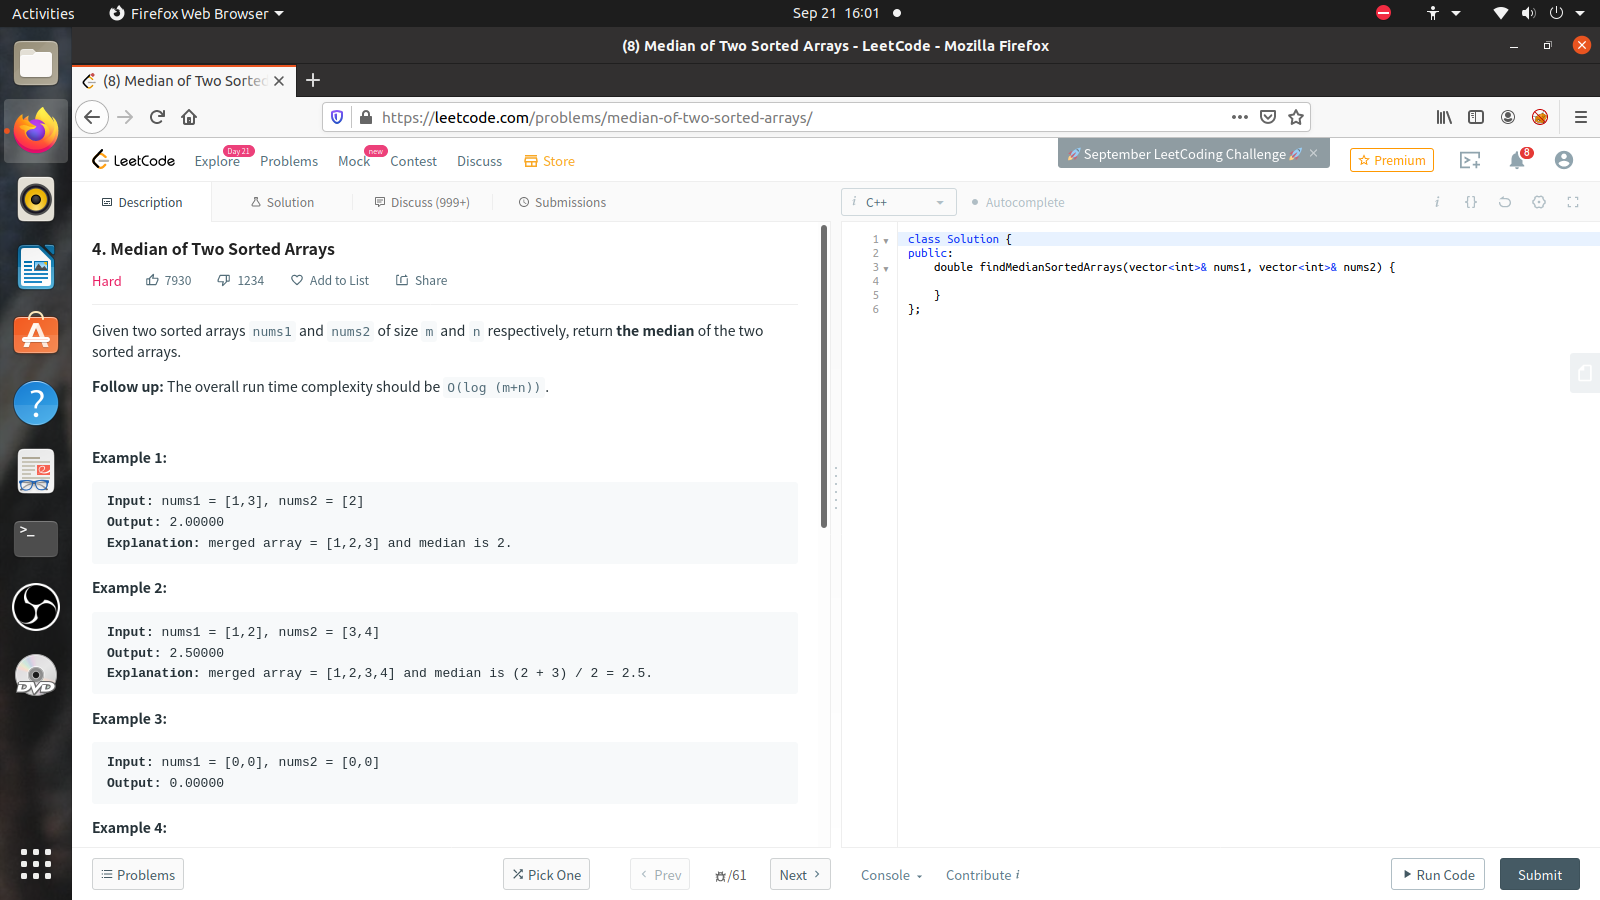 Activities
Firefox Web Browser
Sep 21 16:01
(8) Median of Two Sorted Arrays - LeetCode - Mozilla Firefox
(8) Median of Two Sorted
https://leetcode.com/problems/median-of-two-sorted-arrays/
LeetCode
Explore
Day 21
Problems
Mock
new
Contest
Discuss
Store
September LeetCoding Challenge
Premium
8
Description
Solution
Discuss (999+)
Submissions
i C++
Autocomplete
i {}
4. Median of Two Sorted Arrays
Hard
7930
1234
Add to List
Share
Given two sorted arrays nums1 and nums2 of size m and n respectively, return the median of the two
sorted arrays.
Follow up: The overall run time complexity should be O(log (m+n)) .
Example 1:
Input: nums1 = [1,3], nums2 = [2]
Output: 2.00000
Explanation: merged array = [1,2,3] and median is 2.
Example 2:
Input: nums1 = [1,2], nums2 = [3,4]
Output: 2.50000
Explanation: merged array = [1,2,3,4] and median is (2 + 3) / 2 = 2.5.
Example 3:
Input: nums1 = [0,0], nums2 = [0,0]
Output: 0.00000
Example 4:
1 class Solution {
2 public:
3 double findMedianSortedArrays(vector<int>& nums1, vector<int>& nums2) {
4
5 }
6 };
>_
DVD
Problems
Pick One
Prev
/61
Next
Console
Contribute i
Run Code
Submit